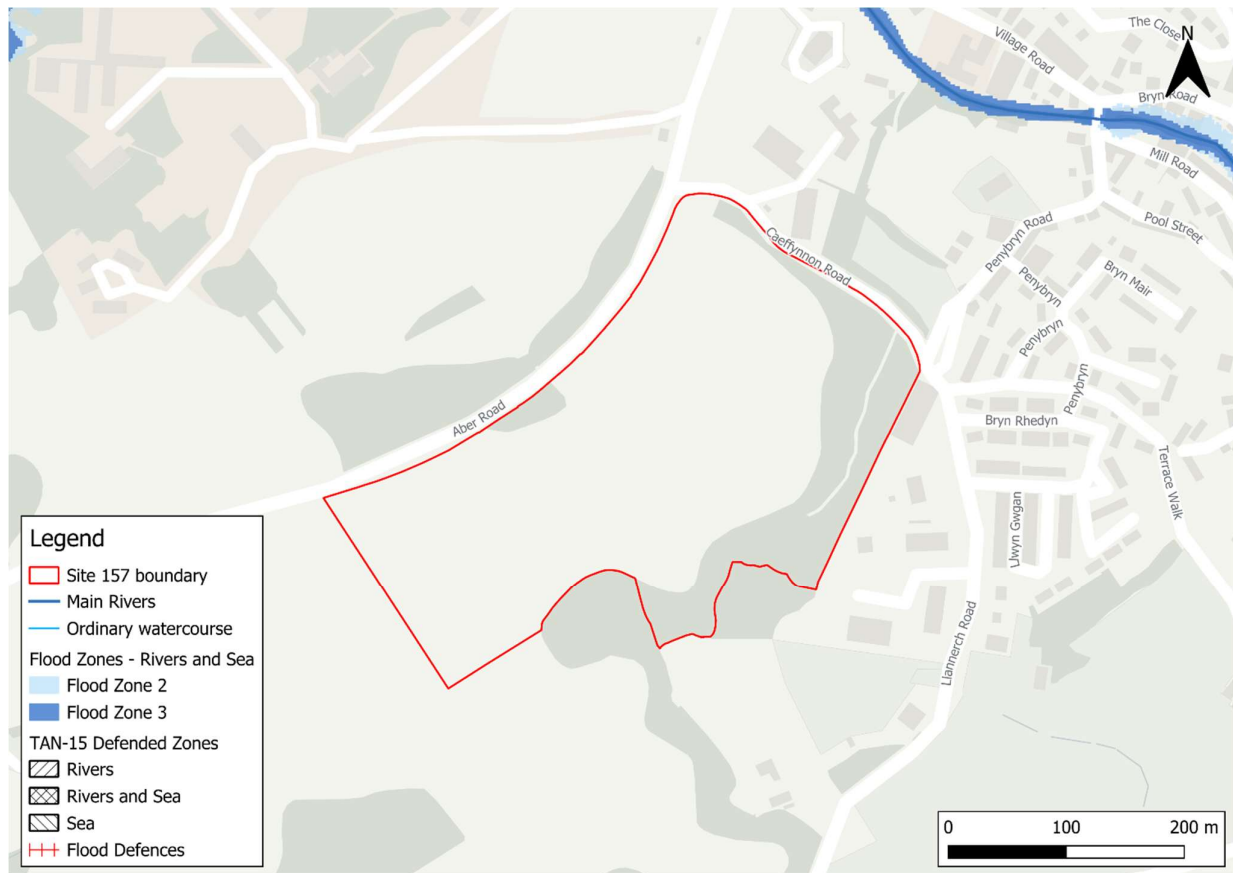 The Close
N
Village Road
Bryn Road
Mill Road
Pool Street
Penybryn Road
Bryn Mair
Penybryn
Penybryn
Penybryn
Caeffynnon Road
Aber Road
Bryn Rhedyn
Terrace Walk
Llwyn Gwgan
Llannerch Road
Legend
Site 157 boundary
Main Rivers
Ordinary watercourse
Flood Zones - Rivers and Sea
Flood Zone 2
Flood Zone 3
TAN-15 Defended Zones
Rivers
Rivers and Sea
Sea
Flood Defences
0 100 200 m